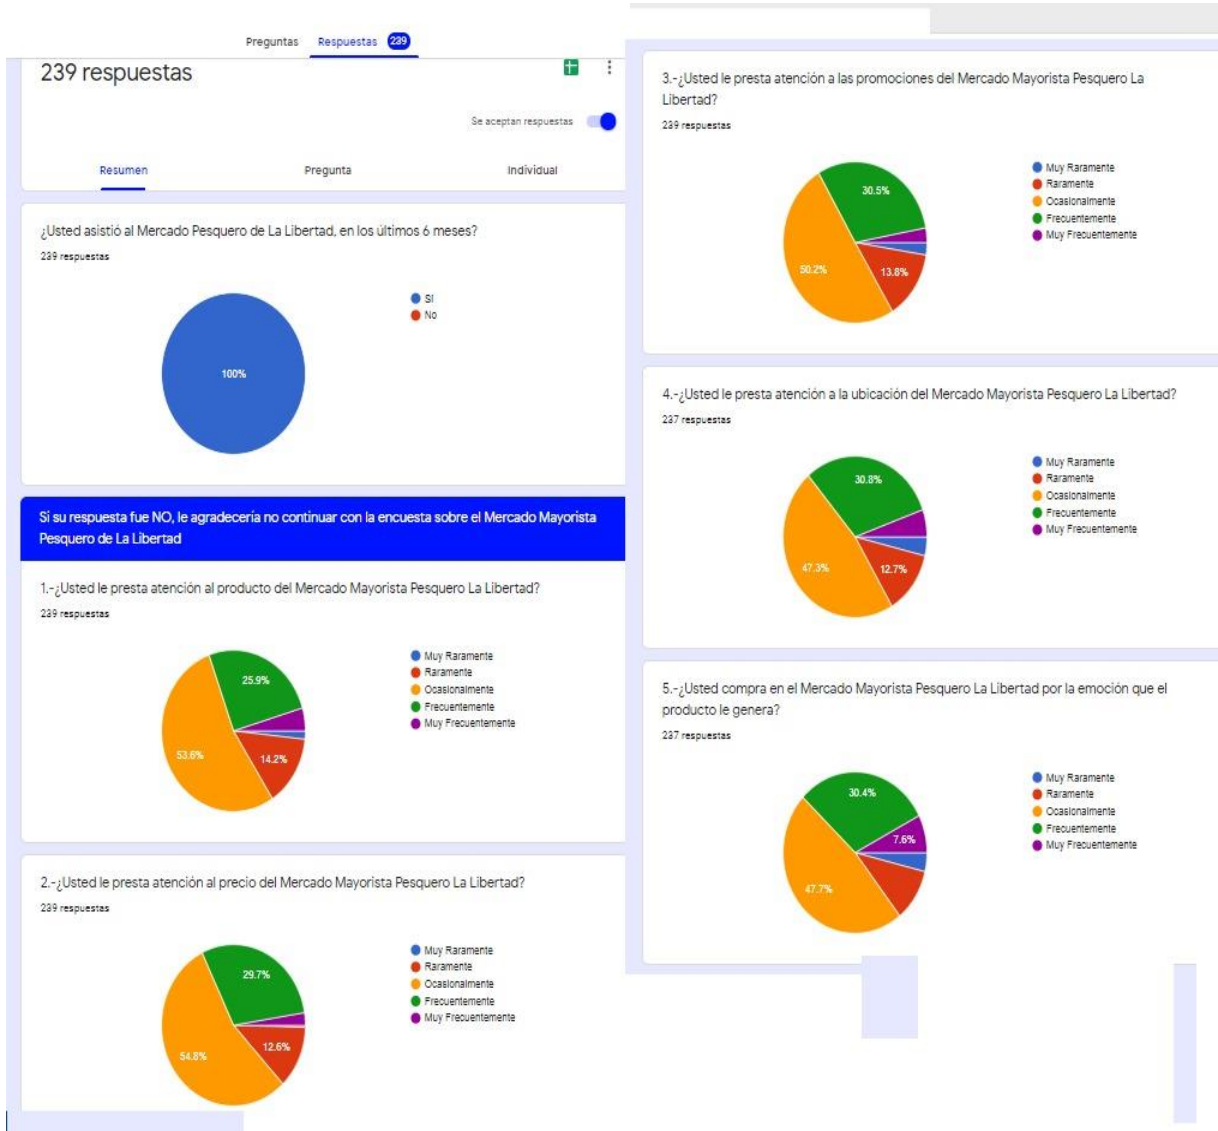 Preguntas Respuestas 239
239 respuestas
Se aceptan respuestas
Resumen Pregunta Individual
¿Usted asistió al Mercado Pesquero de La Libertad, en los últimos 6 meses?
239 respuestas
SI
No
100%
Si su respuesta fue NO, le agradecería no continuar con la encuesta sobre el Mercado Mayorista
Pesquero de La Libertad
1.-¿Usted le presta atención al producto del Mercado Mayorista Pesquero La Libertad?
239 respuestas
Muy Raramente
Raramente
Ocasionalmente
Frecuentemente
Muy Frecuentemente
25.9%
53.6%
14.2%
2.-¿Usted le presta atención al precio del Mercado Mayorista Pesquero La Libertad?
239 respuestas
Muy Raramente
Raramente
Ocasionalmente
Frecuentemente
Muy Frecuentemente
29.7%
54.8%
12.6%
3.-¿Usted le presta atención a las promociones del Mercado Mayorista Pesquero La
Libertad?
239 respuestas
Muy Raramente
Raramente
Ocasionalmente
Frecuentemente
Muy Frecuentemente
30.5%
50.2%
13.8%
4.-¿Usted le presta atención a la ubicación del Mercado Mayorista Pesquero La Libertad?
237 respuestas
Muy Raramente
Raramente
Ocasionalmente
Frecuentemente
Muy Frecuentemente
30.8%
47.3%
12.7%
5.-¿Usted compra en el Mercado Mayorista Pesquero La Libertad por la emoción que el
producto le genera?
237 respuestas
Muy Raramente
Raramente
Ocasionalmente
Frecuentemente
Muy Frecuentemente
30.4%
7.6%
47.7%